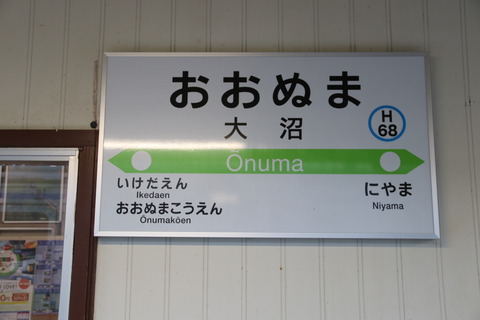 おおぬま
大沼
H
68
Ōnuma
いけだえん
Ikedaen
おおぬまこうえん
Ōnumakōen
にやま
Niyama